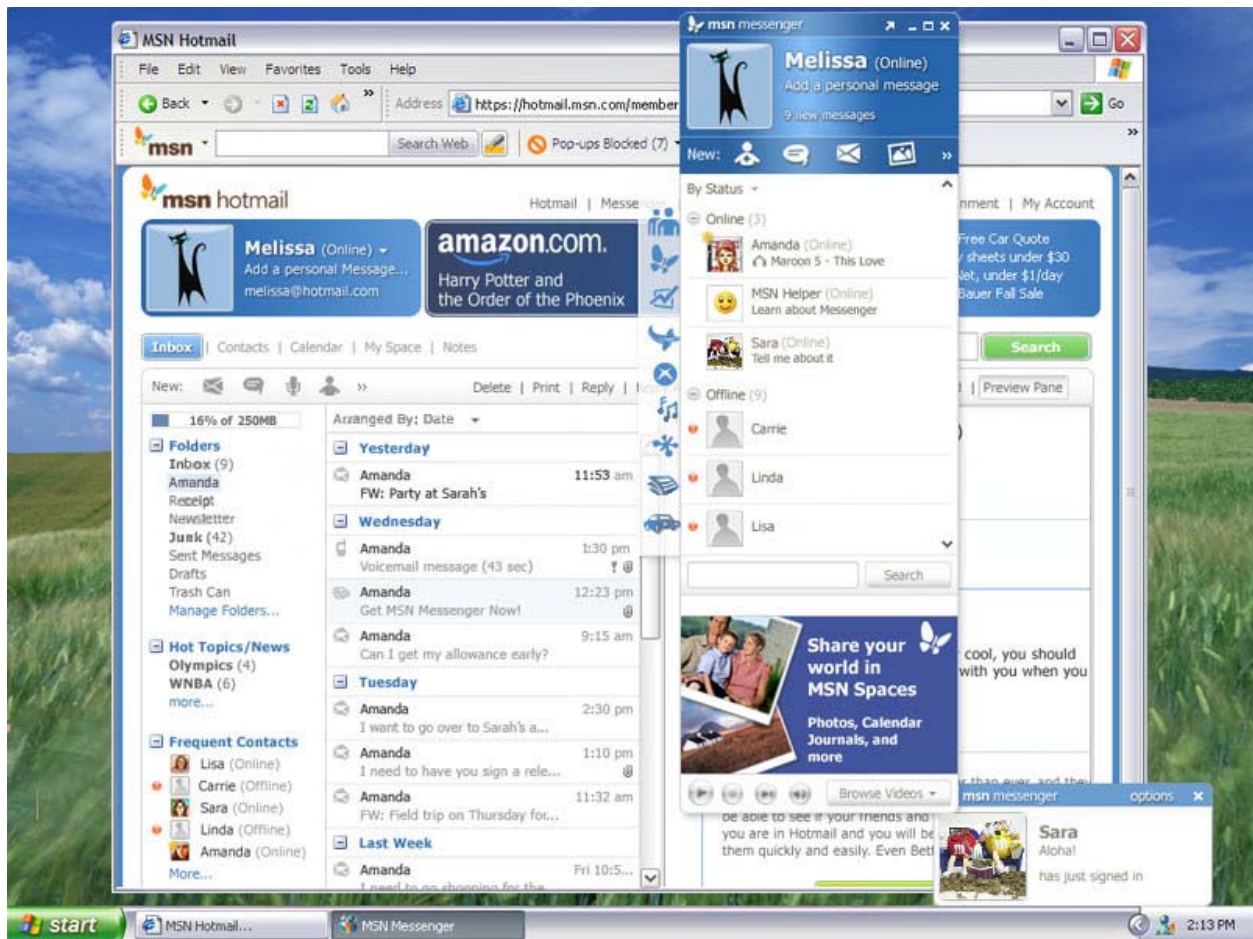 MSN Hotmail
File Edit View Favorites Tools Help
Back
Address https://hotmail.msn.com/member
Go
msn
Search Web
Pop-ups Blocked (7)
msn hotmail
Hotmail | Messe
nment | My Account
Melissa (Online)
Add a personal Message...
melissa@hotmail.com
amazon.com.
Harry Potter and
the Order of the Phoenix
Free Car Quote
sheets under $30
Net, under $1/day
Bauer Fall Sale
Inbox | Contacts | Calendar | My Space | Notes
Search
New:
Delete | Print | Reply |
Preview Pane
16% of 250MB
Folders
Inbox (9)
Amanda
Receipt
Newsletter
Junk (42)
Sent Messages
Drafts
Trash Can
Manage Folders...
Hot Topics/News
Olympics (4)
WNBA (6)
more...
Frequent Contacts
Lisa (Online)
Carrie (Offline)
Sara (Online)
Linda (Offline)
Amanda (Online)
More...
Arranged By: Date
Yesterday
Amanda 11:53 am
FW: Party at Sarah's
Wednesday
Amanda 1:30 pm
Voicemail message (43 sec)
Amanda 12:23 pm
Get MSN Messenger Now!
Amanda 9:15 am
Can I get my allowance early?
Tuesday
Amanda 2:30 pm
I want to go over to Sarah's a...
Amanda 1:10 pm
I need to have you sign a rele...
Amanda 11:32 am
FW: Field trip on Thursday for...
Last Week
Amanda Fri 10:5...
I need to go shopping for the
cool, you should
with you when you
than ever, and they
be able to see if your friends and
you are in Hotmail and you will be
them quickly and easily. Even Bett
msn messenger
Melissa (Online)
Add a personal message
9 new messages
New:
By Status
Online (3)
Amanda (Online)
Maroon 5 - This Love
MSN Helper (Online)
Learn about Messenger
Sara (Online)
Tell me about it
Offline (9)
Carrie
Linda
Lisa
Search
Share your
world in
MSN Spaces
Photos, Calendar
Journals, and
more
Browse Videos
msn messenger options
Sara
Aloha!
has just signed in
start
MSN Hotmail...
MSN Messenger
2:13 PM